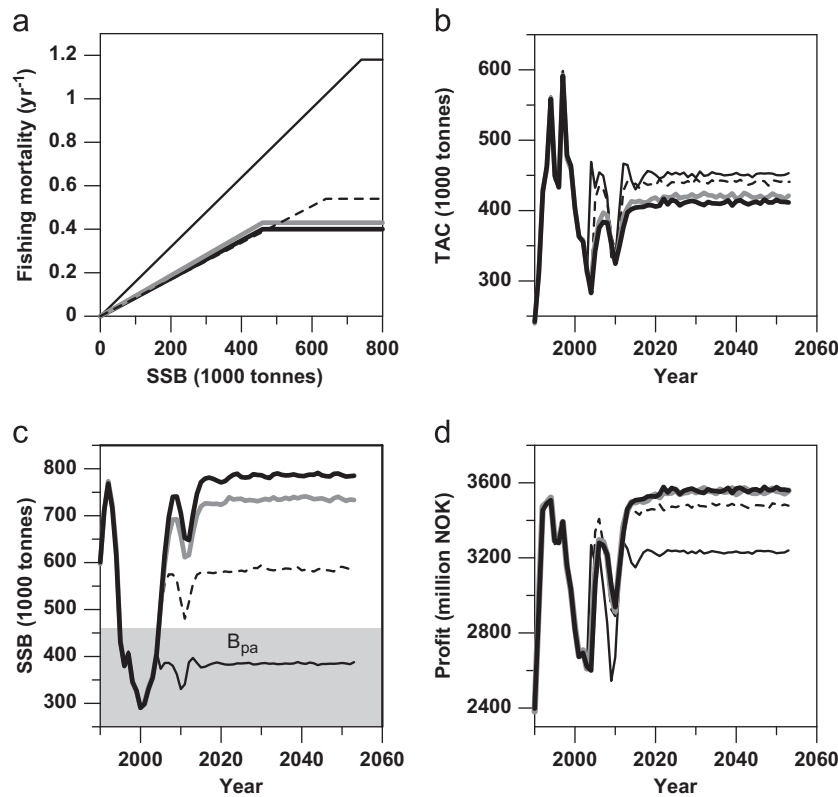 a
1.2
1
0.8
0.6
0.4
0.2
0
0 200 400 600 800
SSB (1000 tonnes)
Fishing mortality (yr-1)
b
600
500
400
300
2000 2020 2040 2060
Year
TAC (1000 tonnes)
c
800
700
600
500
400
300
Bpa
2000 2020 2040 2060
Year
SSB (1000 tonnes)
d
3600
3200
2800
2400
2000 2020 2040 2060
Year
Profit (million NOK)